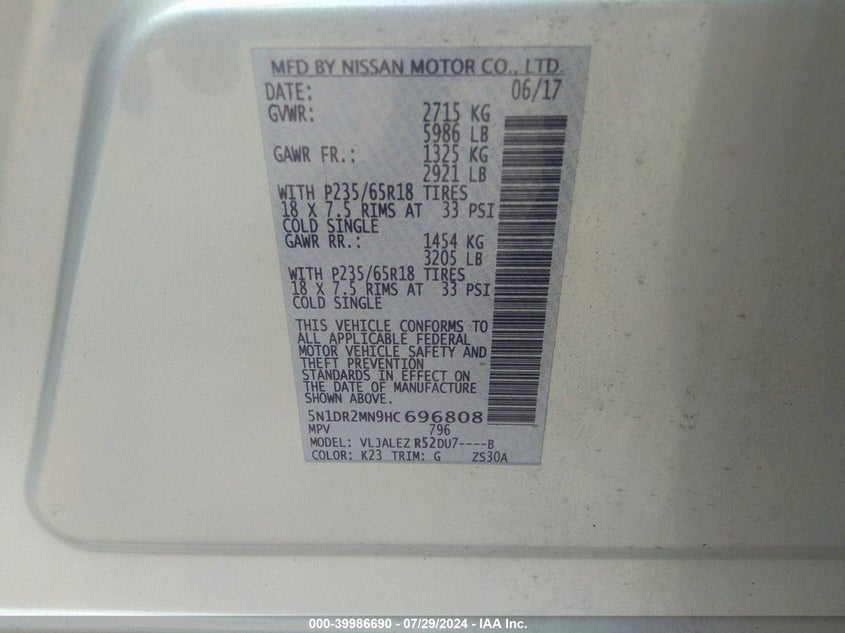 MFD BY NISSAN MOTOR CO., LTD.
DATE: 06/17
GVWR: 2715 KG
5986 LB
GAWR FR.: 1325 KG
2921 LB
WITH P235/65R18 TIRES
18 X 7.5 RIMS AT 33 PSI
COLD SINGLE
GAWR RR.: 1454 KG
3205 LB
WITH P235/65R18 TIRES
18 X 7.5 RIMS AT 33 PSI
COLD SINGLE
THIS VEHICLE CONFORMS TO
ALL APPLICABLE FEDERAL
MOTOR VEHICLE SAFETY AND
THEFT PREVENTION
STANDARDS IN EFFECT ON
THE DATE OF MANUFACTURE
SHOWN ABOVE.
5N1DR2MN9HC696808
MPV 796
MODEL: VLJALEZ R52DU7----B
COLOR: K23 TRIM: G ZS30A
000-39986690 - 07/29/2024 - IAA Inc.